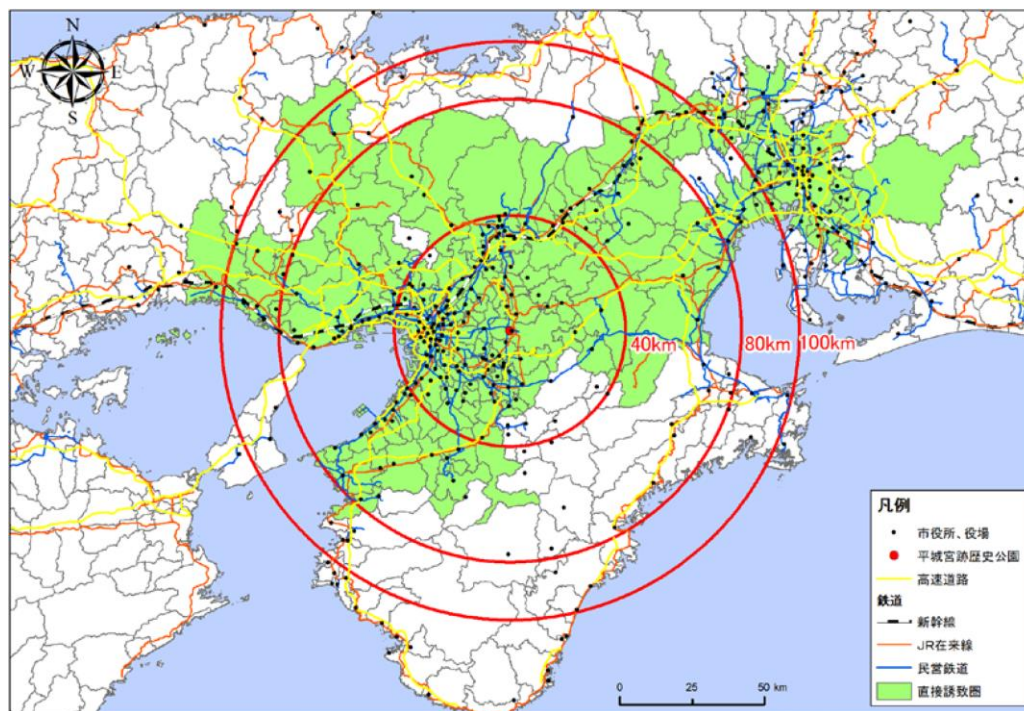 N
W
E
S
40km
80km
100km
凡例
市役所、役場
平城宮跡歴史公園
高速道路
鉄道
新幹線
JR在来線
民営鉄道
直接誘致圏
0 25 50 km